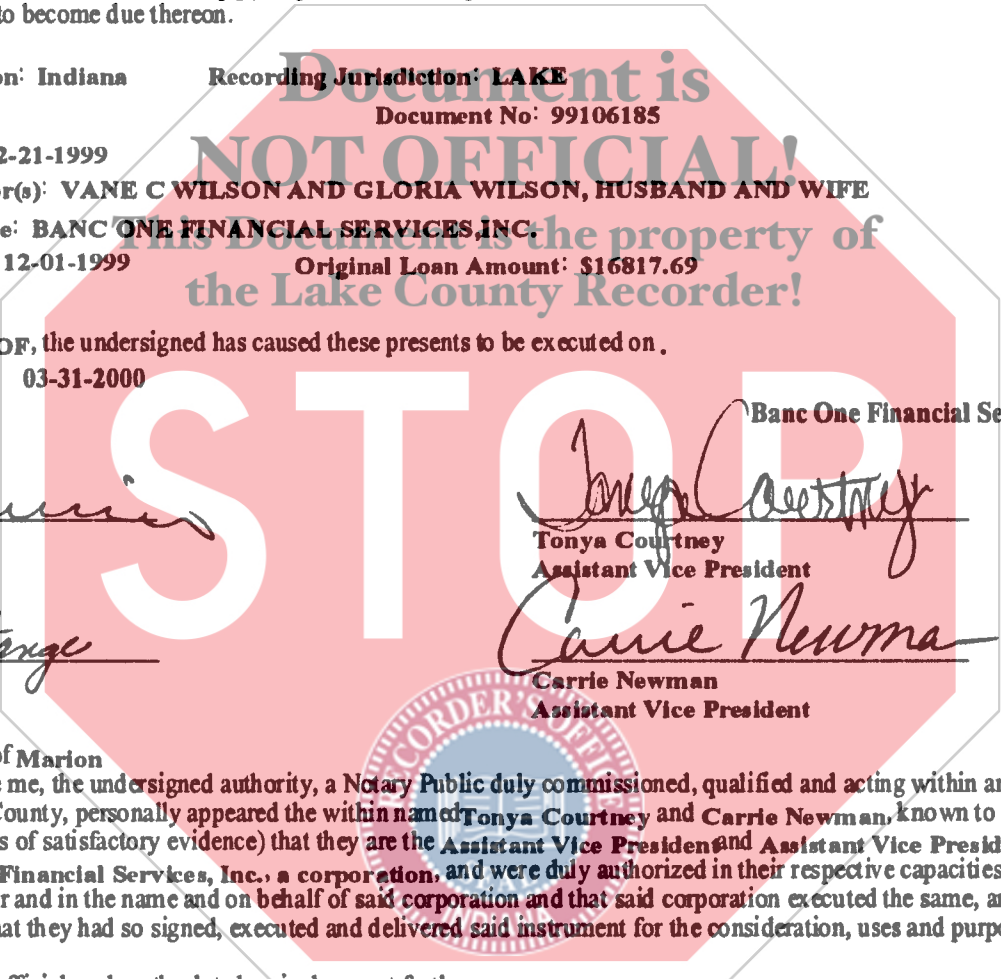 to become due thereon.
on: Indiana Recording Jurisdiction: LAKE
Document is
Document No: 99106185
2-21-1999
NOT OFFICIAL!
or(s): VANE C WILSON AND GLORIA WILSON, HUSBAND AND WIFE
e: BANC ONE FINANCIAL SERVICES,INC.
This Document is the property of
12-01-1999 Original Loan Amount: $16817.69
the Lake County Recorder!
OF, the undersigned has caused these presents to be executed on .
03-31-2000
STOP
Banc One Financial Se
Tonya Courtney
Tonya Courtney
Assistant Vice President
Carrie Newma
Carrie Newman
Assistant Vice President
RECORDER'S OFFICE
of Marion
e me, the undersigned authority, a Notary Public duly commissioned, qualified and acting within an
County, personally appeared the within named Tonya Courtney and Carrie Newman, known to
s of satisfactory evidence) that they are the Assistant Vice President and Assistant Vice Presid
Financial Services, Inc., a corporation, and were duly authorized in their respective capacities
r and in the name and on behalf of said corporation and that said corporation executed the same, an
hat they had so signed, executed and delivered said instrument for the consideration, uses and purpo
INDIANA